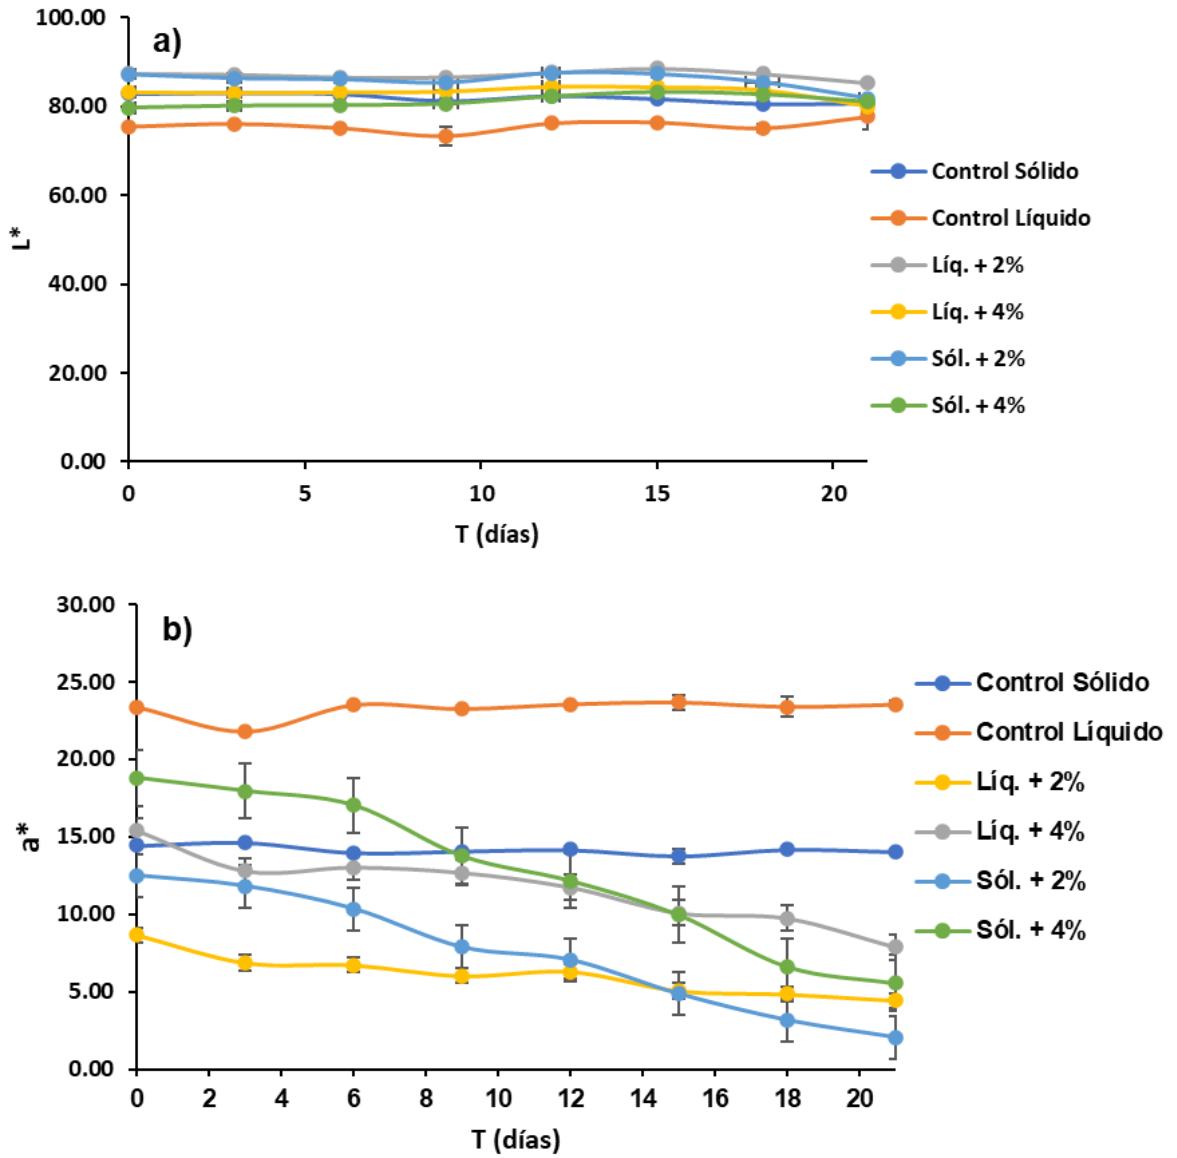 100.00
a)
80.00
60.00
L*
40.00
20.00
0.00
0 5 10 15 20
T (días)
Control Sólido
Control Líquido
Líq. + 2%
Líq. + 4%
Sól. + 2%
Sól. + 4%
30.00
b)
25.00
20.00
15.00
a*
10.00
5.00
0.00
0 2 4 6 8 10 12 14 16 18 20
T (días)
Control Sólido
Control Líquido
Líq. + 2%
Líq. + 4%
Sól. + 2%
Sól. + 4%